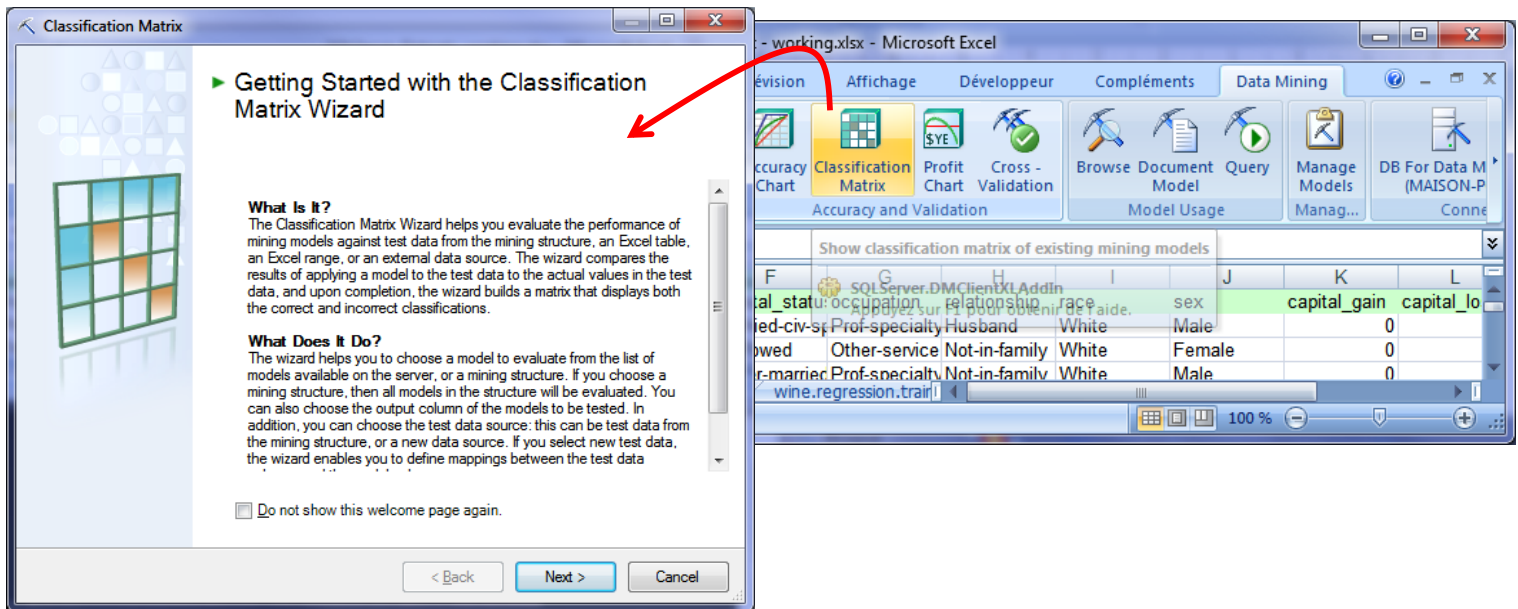 Classification Matrix
Getting Started with the Classification
Matrix Wizard
What Is It?
The Classification Matrix Wizard helps you evaluate the performance of
mining models against test data from the mining structure, an Excel table,
an Excel range, or an external data source. The wizard compares the
results of applying a model to the test data to the actual values in the test
data, and upon completion, the wizard builds a matrix that displays both
the correct and incorrect classifications.
What Does It Do?
The wizard helps you to choose a model to evaluate from the list of
models available on the server, or a mining structure. If you choose a
mining structure, then all models in the structure will be evaluated. You
can also choose the output column of the models to be tested. In
addition, you can choose the test data source: this can be test data from
the mining structure, or a new data source. If you select new test data,
the wizard enables you to define mappings between the test data
Do not show this welcome page again.
< Back Next > Cancel
- working.xlsx - Microsoft Excel
évision Affichage Développeur Compléments Data Mining
ccuracy Classification Profit Cross - Browse Document Query Manage DB For Data M
Chart Matrix Chart Validation Model Models (MAISON-P
Accuracy and Validation Model Usage Manag... Conne
Show classification matrix of existing mining models
F G H I J K L
SQLServer.DMClientXLAddIn
tal_statu occupation relationship race sex capital_gain capital_lo
Appuyez sur F1 pour obtenir de l'aide.
ied-civ-sp Prof-specialty Husband White Male 0
owed Other-service Not-in-family White Female 0
r-married Prof-specialty Not-in-family White Male 0
wine.regression.train
100 %